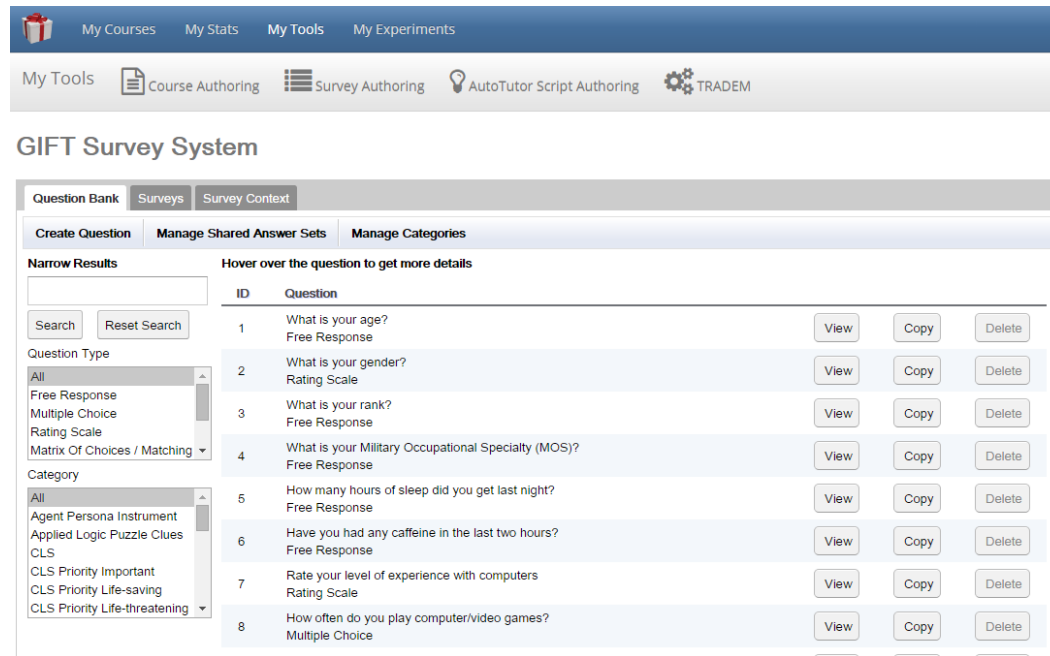 My Courses My Stats My Tools My Experiments
My Tools Course Authoring Survey Authoring AutoTutor Script Authoring TRADEM
GIFT Survey System
Question Bank Surveys Survey Context
Create Question Manage Shared Answer Sets Manage Categories
Narrow Results
Search Reset Search
Question Type
All
Free Response
Multiple Choice
Rating Scale
Matrix Of Choices / Matching
Category
All
Agent Persona Instrument
Applied Logic Puzzle Clues
CLS
CLS Priority Important
CLS Priority Life-saving
CLS Priority Life-threatening
Hover over the question to get more details
ID Question
1 What is your age? View Copy Delete
Free Response
2 What is your gender? View Copy Delete
Rating Scale
3 What is your rank? View Copy Delete
Free Response
4 What is your Military Occupational Specialty (MOS)? View Copy Delete
Free Response
5 How many hours of sleep did you get last night? View Copy Delete
Free Response
6 Have you had any caffeine in the last two hours? View Copy Delete
Free Response
7 Rate your level of experience with computers View Copy Delete
Rating Scale
8 How often do you play computer/video games? View Copy Delete
Multiple Choice